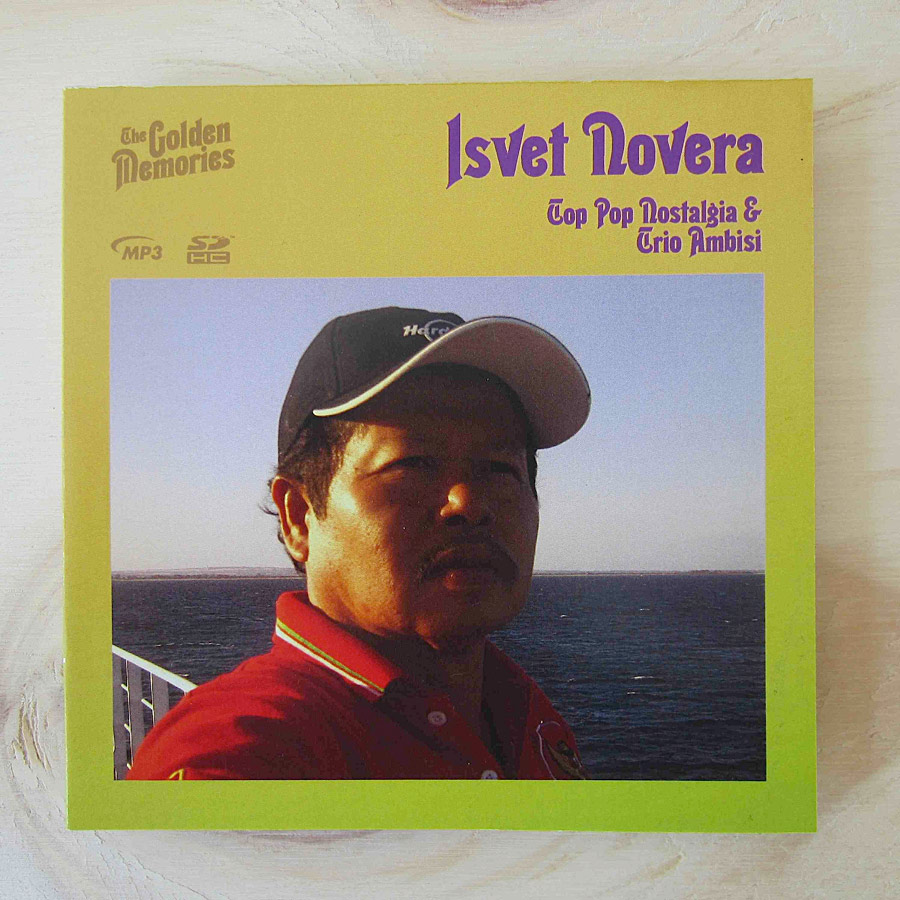 The Golden
Memories
MP3
SD
HC
Isvet Novera
Top Pop Nostalgia &
Trio Ambisi
Hard